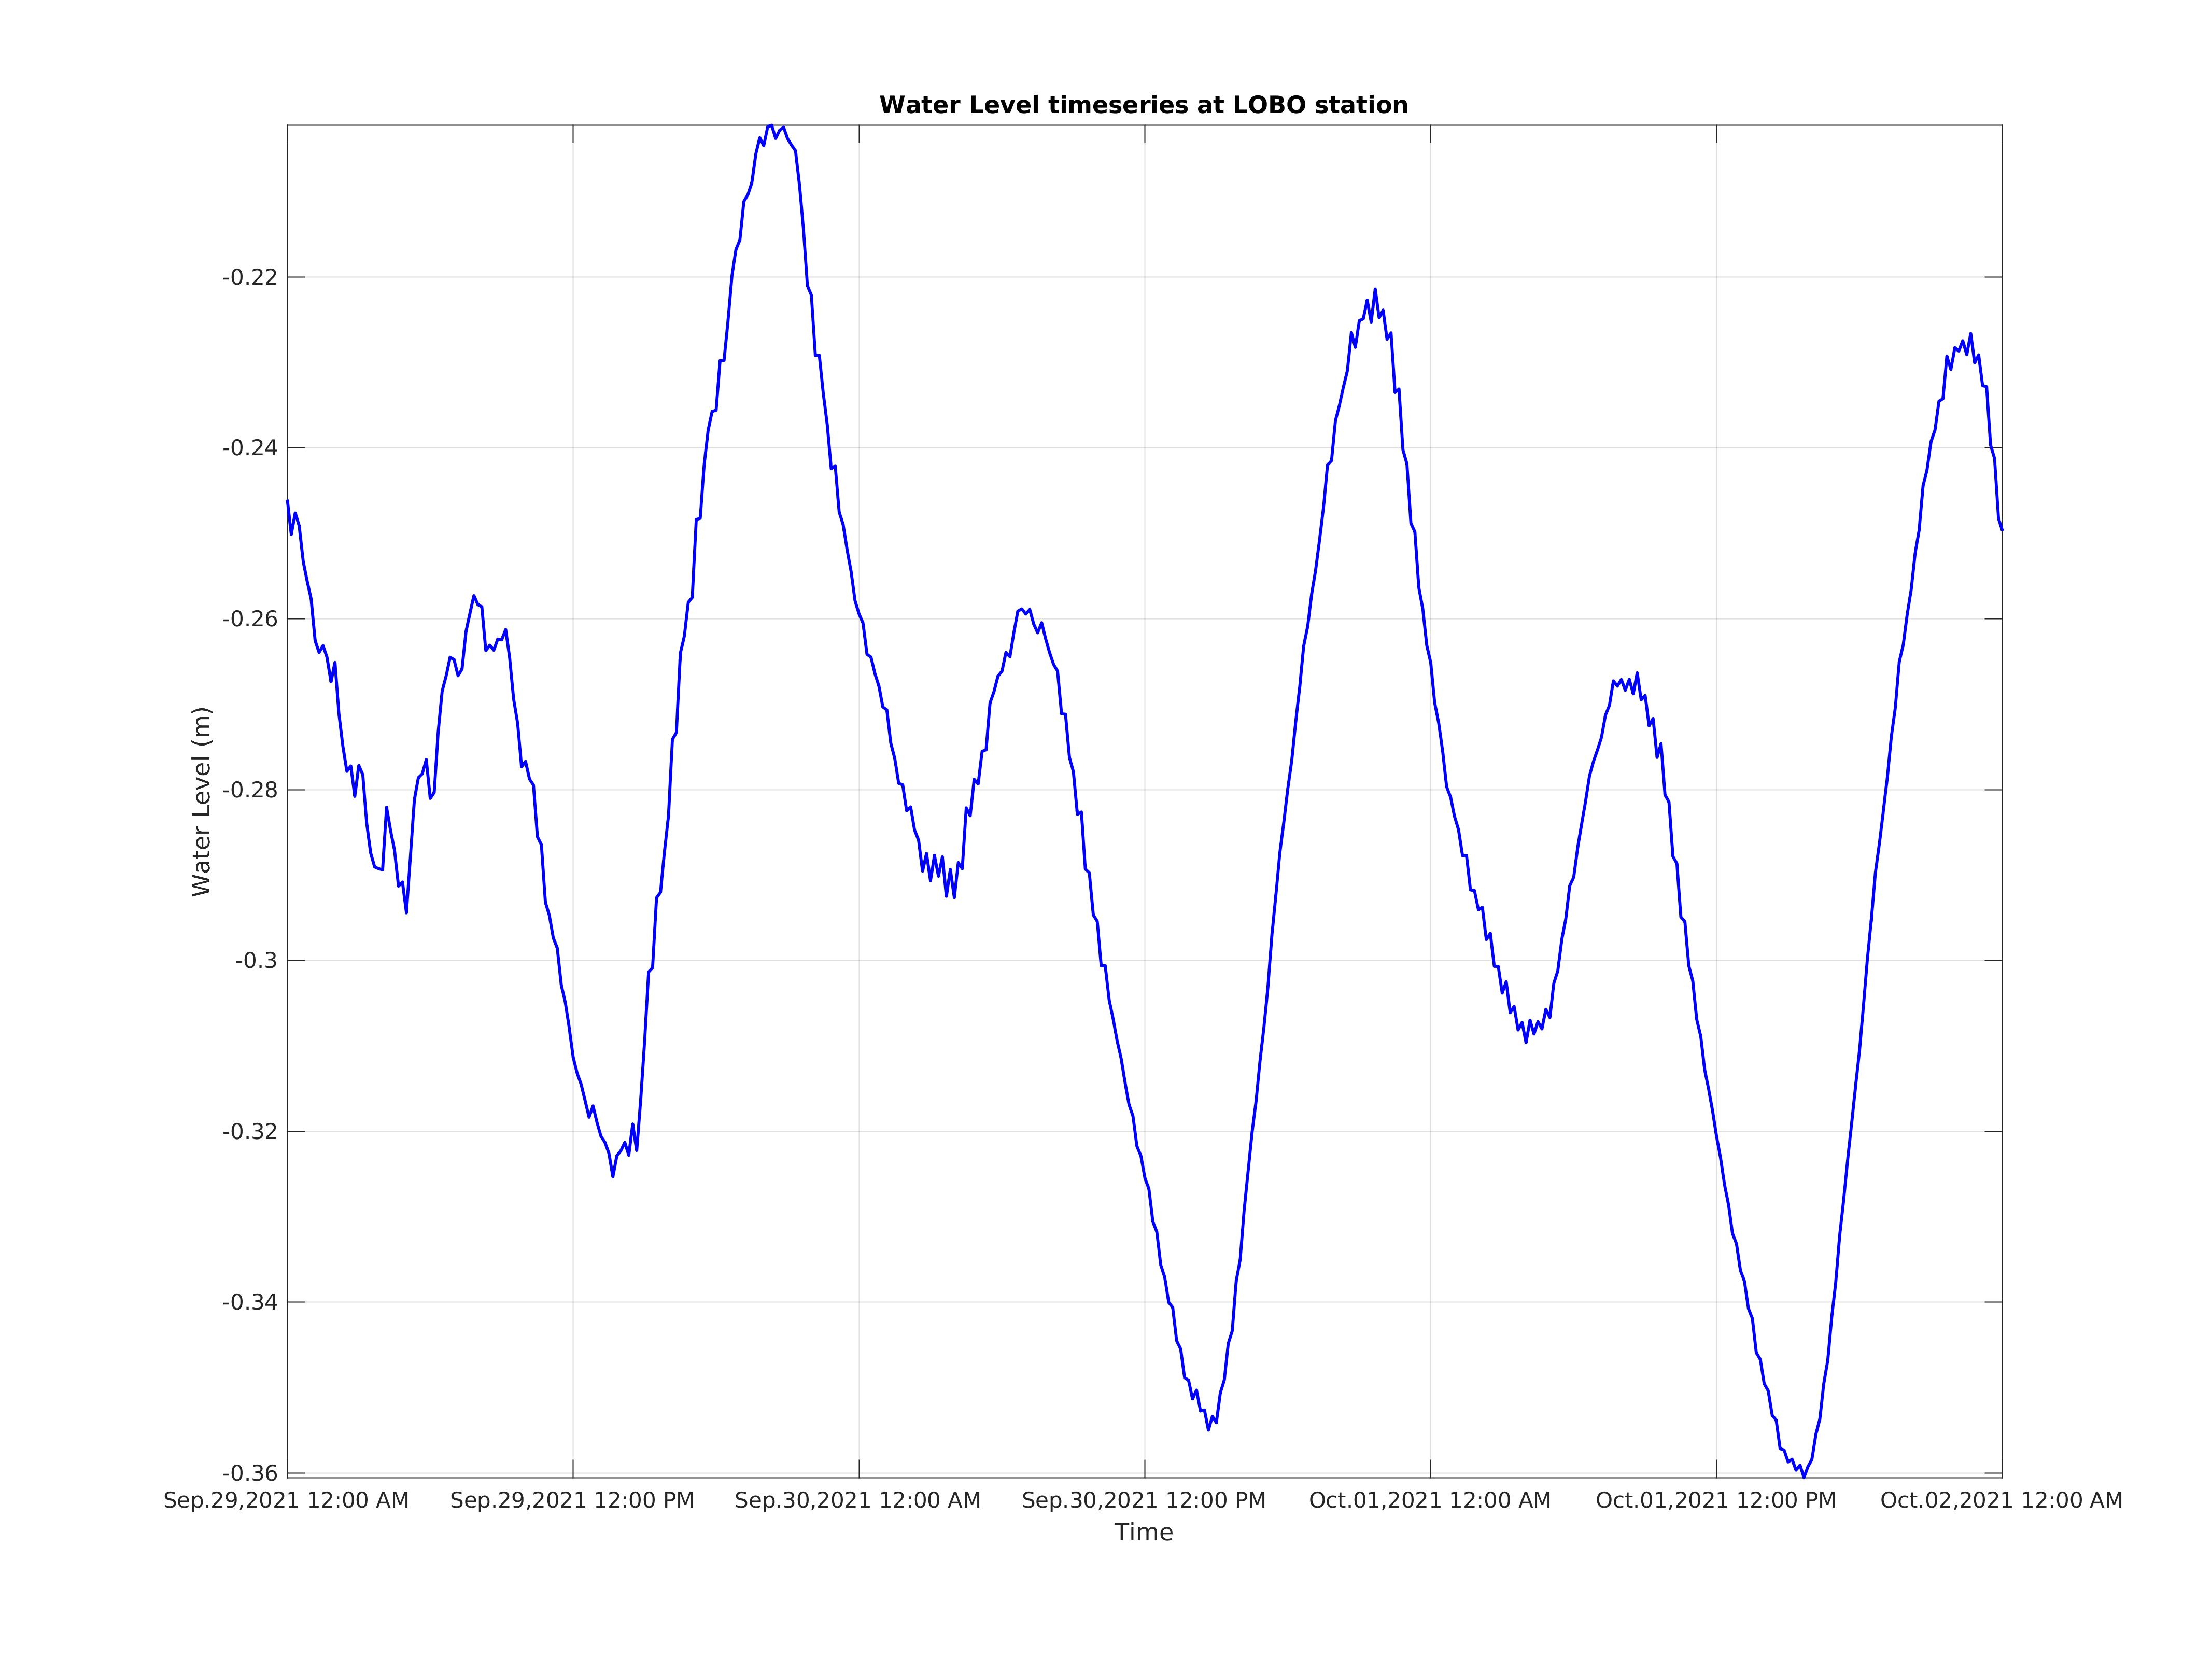 Water Level timeseries at LOBO station
-0.22
-0.24
-0.26
-0.28
-0.3
-0.32
-0.34
-0.36
Water Level (m)
Sep.29,2021 12:00 AM Sep.29,2021 12:00 PM Sep.30,2021 12:00 AM Sep.30,2021 12:00 PM Oct.01,2021 12:00 AM Oct.01,2021 12:00 PM Oct.02,2021 12:00 AM
Time